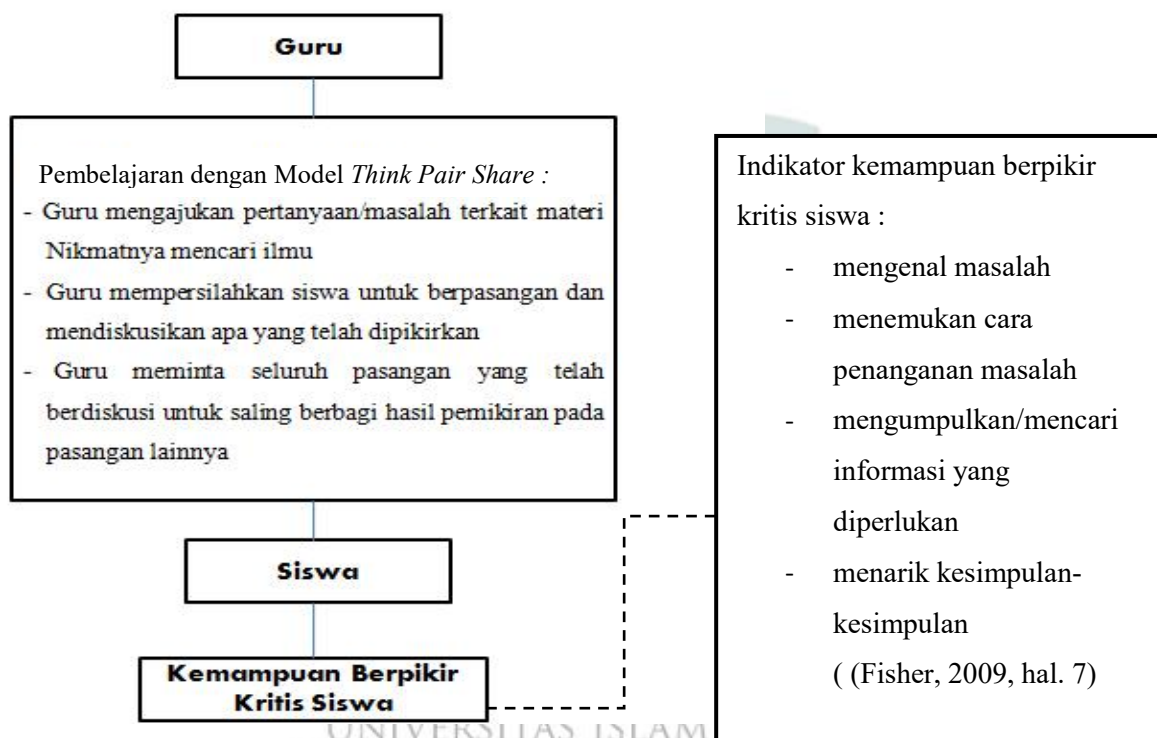 Guru
Pembelajaran dengan Model Think Pair Share :
- Guru mengajukan pertanyaan/masalah terkait materi
Nikmatnya mencari ilmu
- Guru mempersilahkan siswa untuk berpasangan dan
mendiskusikan apa yang telah dipikirkan
- Guru meminta seluruh pasangan yang telah
berdiskusi untuk saling berbagi hasil pemikiran pada
pasangan lainnya
Siswa
Kemampuan Berpikir
Kritis Siswa
Indikator kemampuan berpikir
kritis siswa :
- mengenal masalah
- menemukan cara
penanganan masalah
- mengumpulkan/mencari
informasi yang
diperlukan
- menarik kesimpulan-
kesimpulan
( (Fisher, 2009, hal. 7)
UNIVERSITAS ISLAM